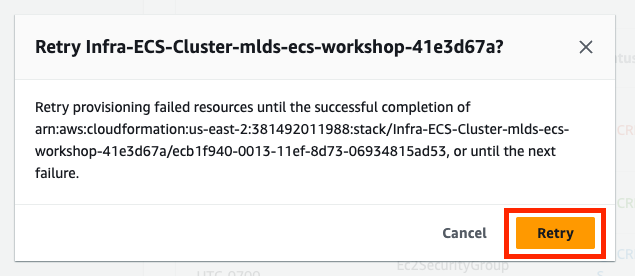 Retry Infra-ECS-Cluster-mlds-ecs-workshop-41e3d67a?
Retry provisioning failed resources until the successful completion of
arn:aws:cloudformation:us-east-2:381492011988:stack/Infra-ECS-Cluster-mlds-ecs-
workshop-41e3d67a/ecb1f940-0013-11ef-8d73-06934815ad53, or until the next
failure.
Cancel
Retry
UTC-0700
Ec2SecurityGroup